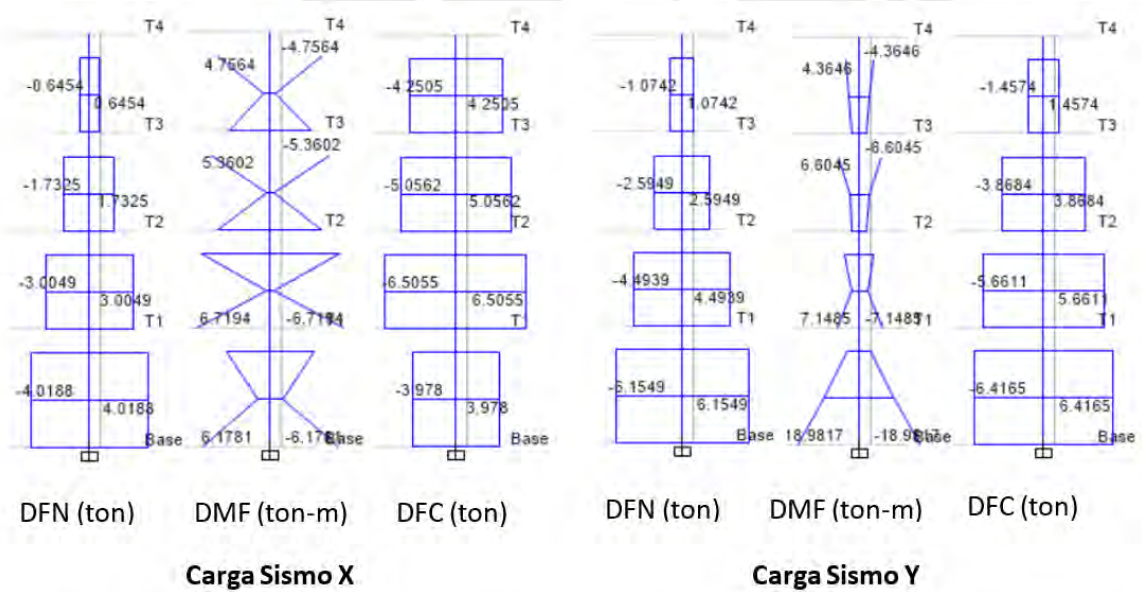 T4
-0.6454
0.6454
-1.7325
1.7325
-3.0049
3.0049
-4.0188
4.0188
T3
T2
T1
Base
T4
4.7564
-4.7564
T3
5.3602
-5.3602
T2
6.7194
-6.7194
6.1781
T4
-4.2505
4.2505
T3
-5.0562
5.0562
T2
-6.5055
6.5055
T1
-3.978
3.978
Base
T4
-1.0742
1.0742
T3
-2.5949
2.5949
T2
-4.4939
4.4939
T1
-6.1549
6.1549
Base
T4
4.3646
-4.3646
T3
6.6045
-6.6045
T2
7.1485
-7.1485
T1
18.9817
-18.9817
Base
T4
-1.4574
1.4574
T3
-3.8684
3.8684
T2
-5.6611
5.6611
T1
-6.4165
6.4165
Base
DFN (ton)
DMF (ton-m)
DFC (ton)
DFN (ton)
DMF (ton-m)
DFC (ton)
Carga Sismo X
Carga Sismo Y